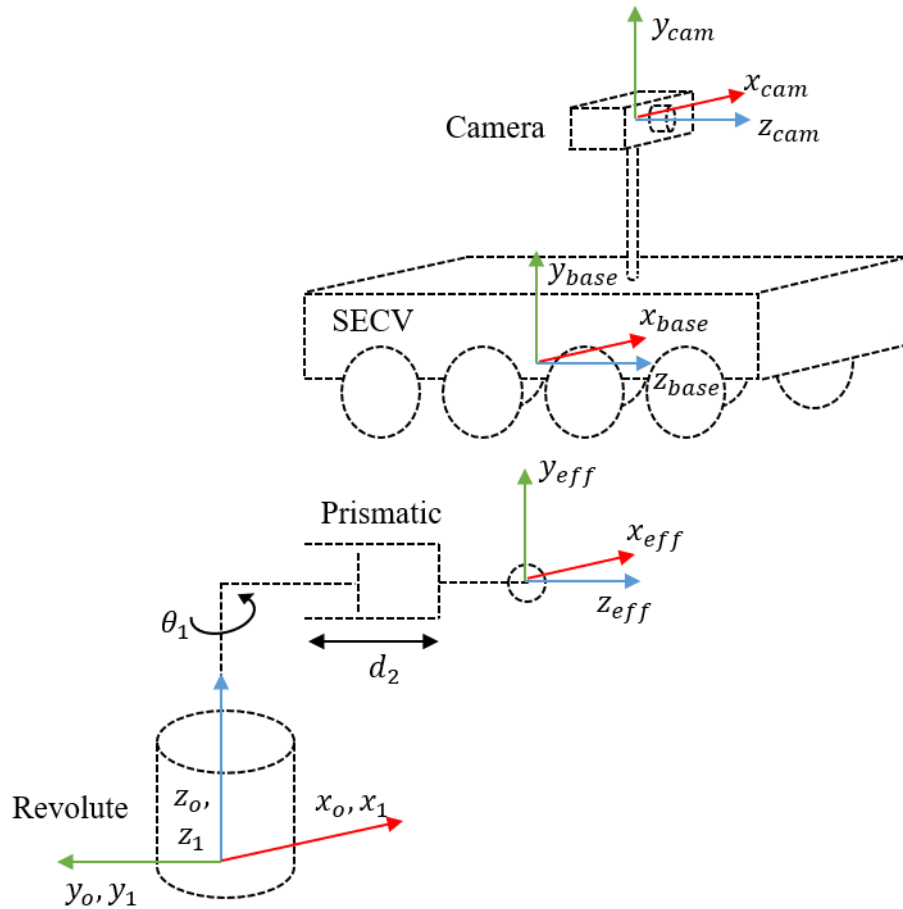 y_cam
x_cam
Camera
z_cam
y_base
SECV
x_base
z_base
y_eff
Prismatic
x_eff
z_eff
θ_1
d_2
z_o,
z_1
x_o, x_1
Revolute
y_o, y_1